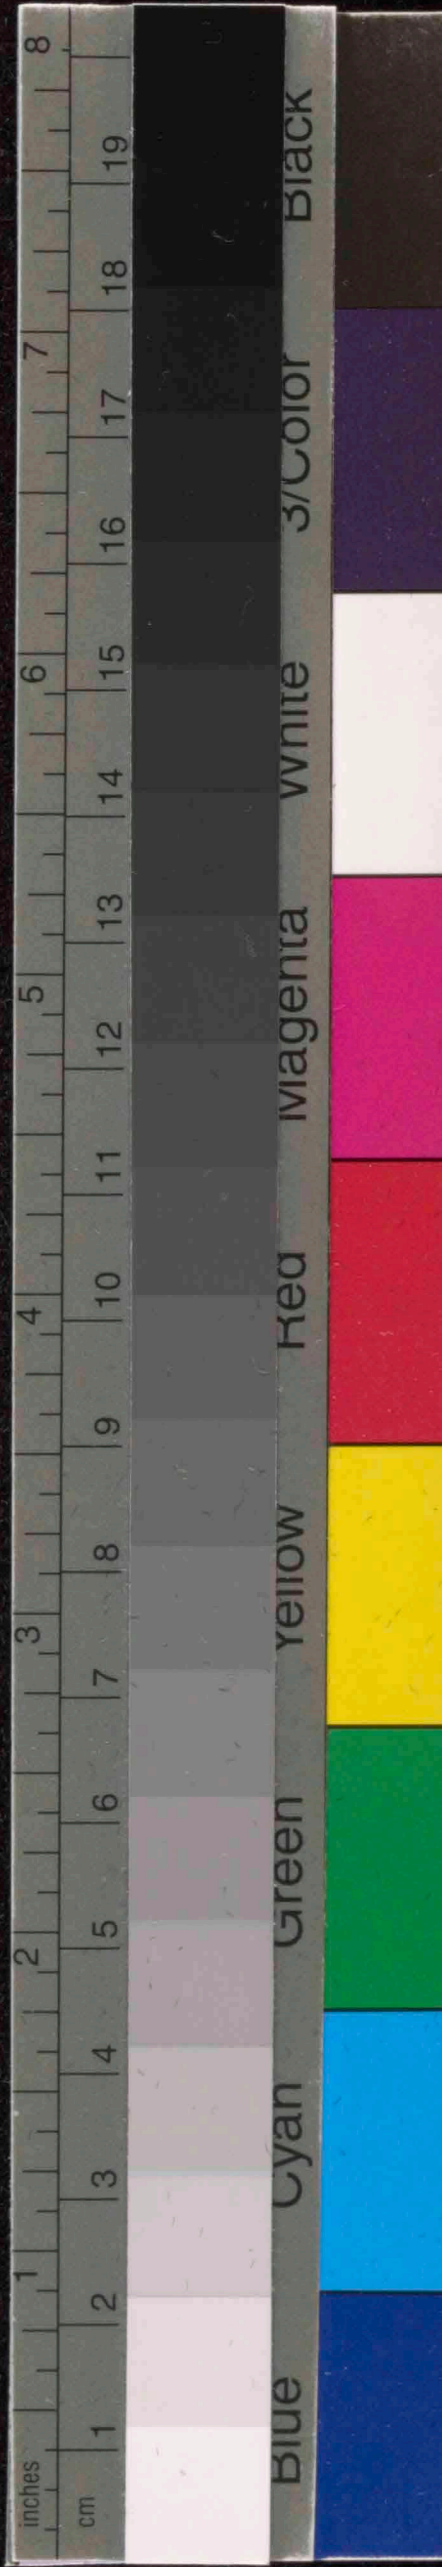 inches 1 2 3 4 5 6 7 8
cm 1 2 3 4 5 6 7 8 9 10 11 12 13 14 15 16 17 18 19
Blue Cyan Green Yellow Red Magenta White 3/Color Black